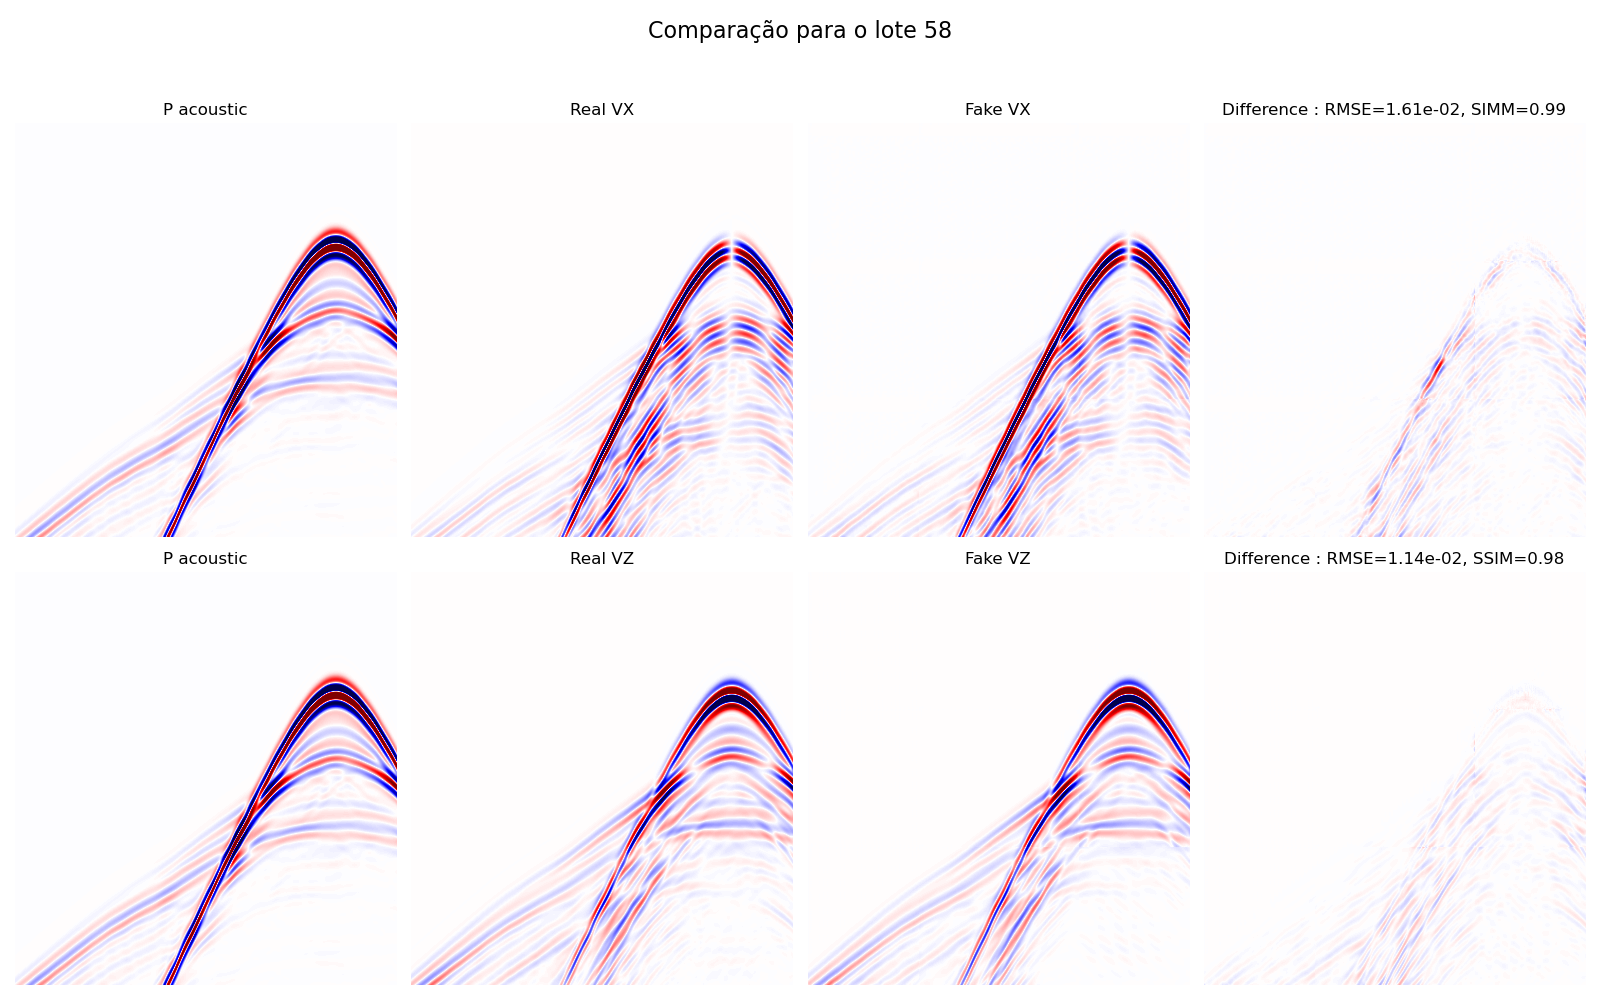 Comparação para o lote 58
P acoustic
Real VX
Fake VX
Difference : RMSE=1.61e-02, SIMM=0.99
P acoustic
Real VZ
Fake VZ
Difference : RMSE=1.14e-02, SSIM=0.98